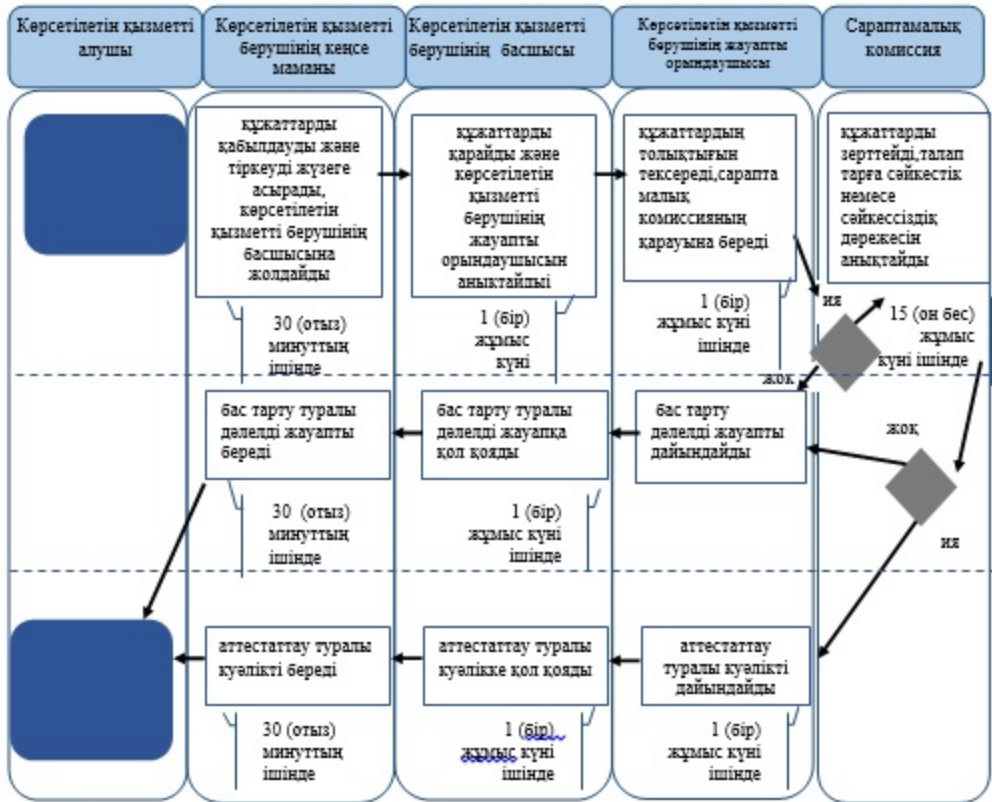 Көрсетілетін қызметті
алушы
Көрсетілетін қызметті
берушінің кеңсе
маманы
Көрсетілетін қызметті
берушінің басшысы
Көрсетілетін қызметті
берушінің жауапты
орындаушысы
Сараптамалық
комиссия
құжаттарды
қабылдауды және
тіркеуді жүзеге
асырады,
көрсетілетін
қызметті берушінің
басшысына
жолдайды
құжаттарды
қарайды және
көрсетілетін
қызметті
берушінің
жауапты
орындаушысын
анықтайдыі
құжаттардың
толықтығын
тексереді,сарапта
малық
комиссияның
қарауына береді
құжаттарды
зерттейді,талап
тарға сәйкестік
немесе
сәйкессіздік
дәрежесін
анықтайды
30 (отыз)
минуттың
ішінде
1 (бір)
жұмыс
күні
1 (бір)
жұмыс күні
ішінде
ия
15 (он бес)
жұмыс
күні ішінде
жоқ
бас тарту туралы
дәлелді жауапты
береді
бас тарту туралы
дәлелді жауапқа
қол қояды
бас тарту
дәлелді жауапты
дайындайды
жоқ
30 (отыз)
минуттың
ішінде
1 (бір)
жұмыс күні
ішінде
ия
аттестаттау туралы
куәлікті береді
аттестаттау туралы
куәлікке қол қояды
аттестаттау
туралы куәлікті
дайындайды
30 (отыз)
минуттың
ішінде
1 (бір)
жұмыс күні
ішінде
1 (бір)
жұмыс күні
ішінде